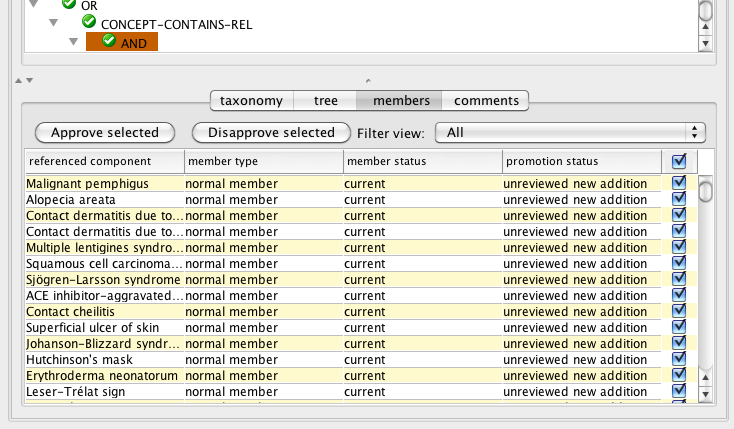 OR
CONCEPT-CONTAINS-REL
AND
taxonomy tree members comments
Approve selected Disapprove selected Filter view: All
referenced component member type member status promotion status
Malignant pemphigus normal member current unreviewed new addition
Alopecia areata normal member current unreviewed new addition
Contact dermatitis due to... normal member current unreviewed new addition
Contact dermatitis due to... normal member current unreviewed new addition
Multiple lentigines syndro... normal member current unreviewed new addition
Squamous cell carcinoma... normal member current unreviewed new addition
Sjögren-Larsson syndrome normal member current unreviewed new addition
ACE inhibitor-aggravated... normal member current unreviewed new addition
Contact cheilitis normal member current unreviewed new addition
Superficial ulcer of skin normal member current unreviewed new addition
Johanson-Blizzard syndr... normal member current unreviewed new addition
Hutchinson's mask normal member current unreviewed new addition
Erythroderma neonatorum normal member current unreviewed new addition
Leser-Trélat sign normal member current unreviewed new addition